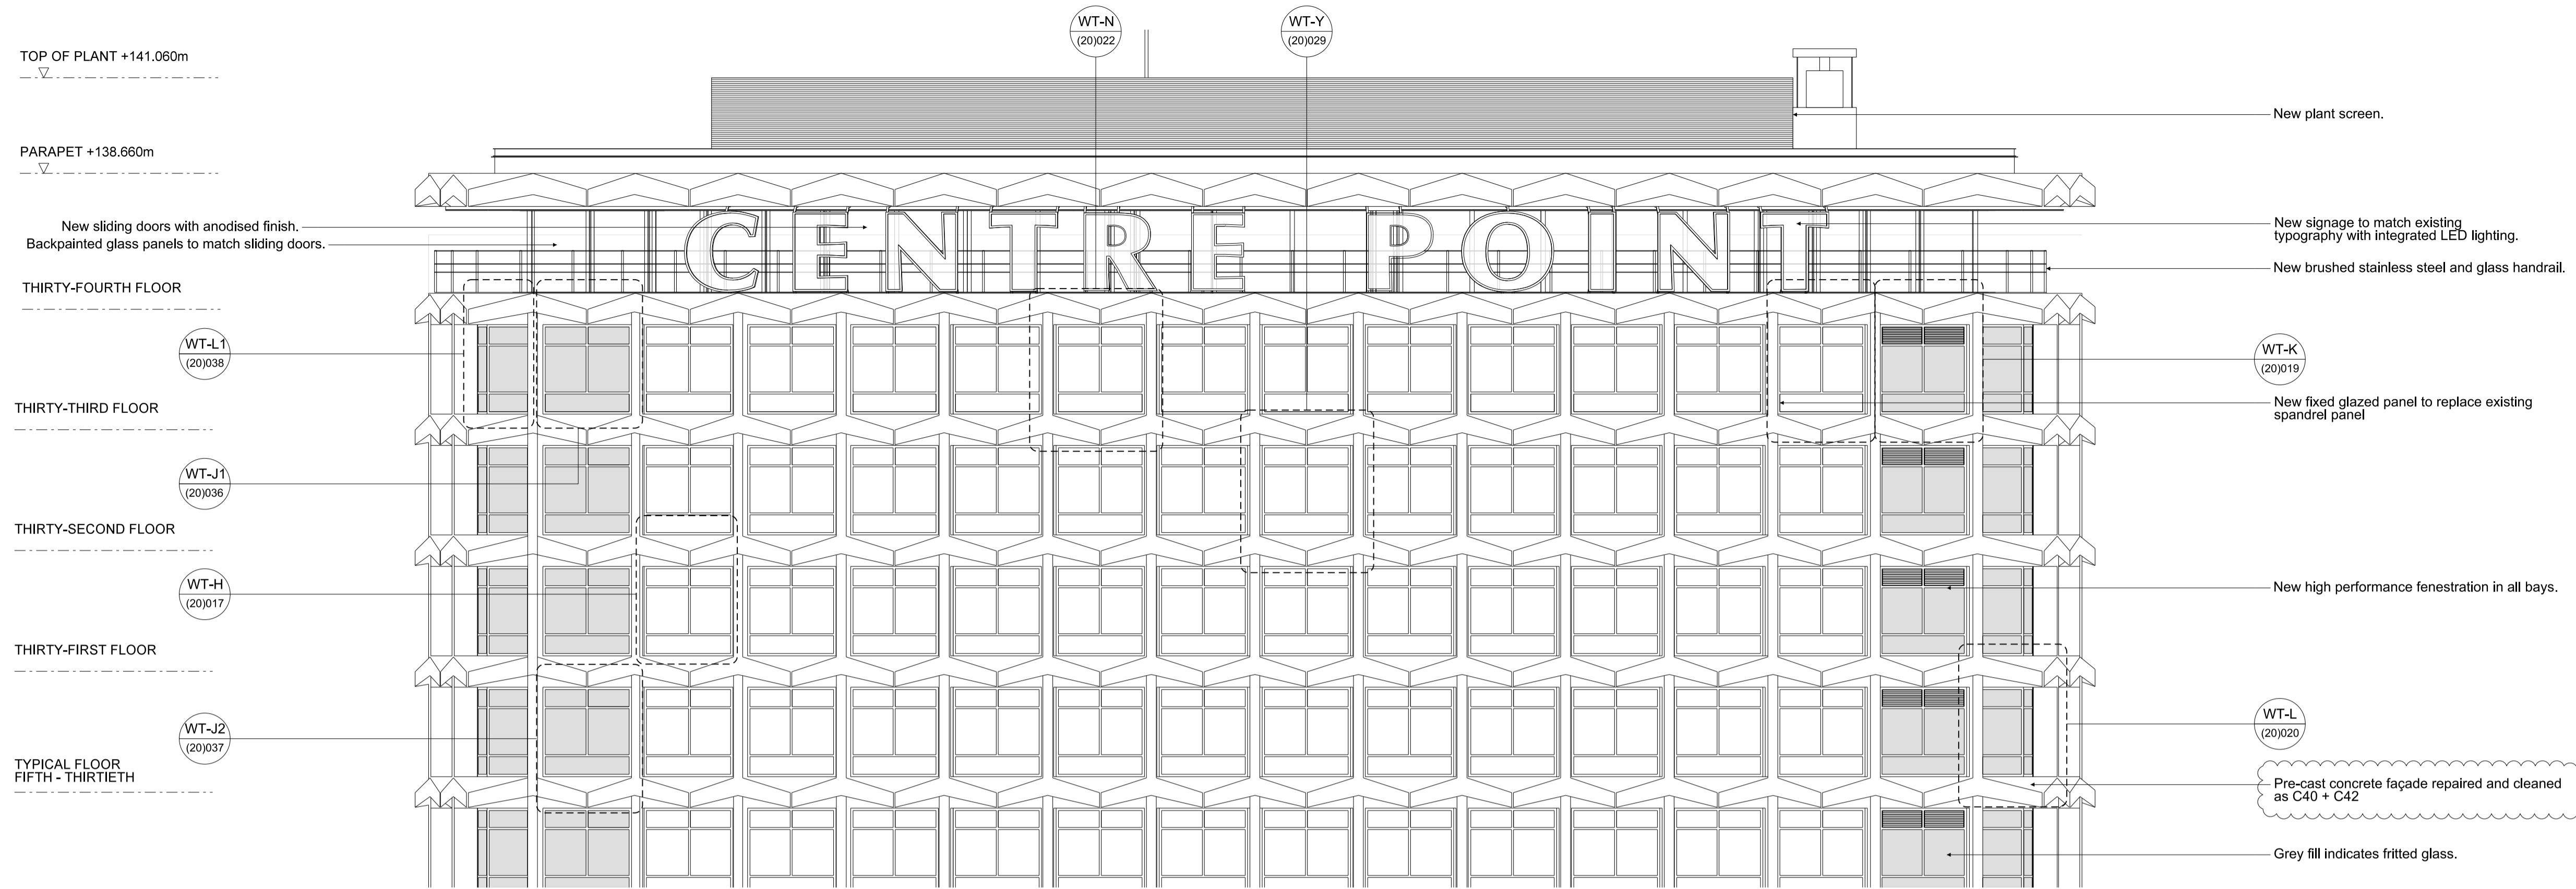 WT-N
(20)022
WT-Y
(20)029
TOP OF PLANT +141.060m
New plant screen.
PARAPET +138.660m
New sliding doors with anodised finish.
Backpainted glass panels to match sliding doors.
CENTRE POINT
New signage to match existing
typography with integrated LED lighting.
New brushed stainless steel and glass handrail.
THIRTY-FOURTH FLOOR
WT-L1
(20)038
WT-K
(20)019
THIRTY-THIRD FLOOR
New fixed glazed panel to replace existing
spandrel panel
WT-J1
(20)036
THIRTY-SECOND FLOOR
WT-H
(20)017
New high performance fenestration in all bays.
THIRTY-FIRST FLOOR
WT-J2
(20)037
WT-L
(20)020
TYPICAL FLOOR
FIFTH - THIRTIETH
Pre-cast concrete façade repaired and cleaned
as C40 + C42
Grey fill indicates fritted glass.